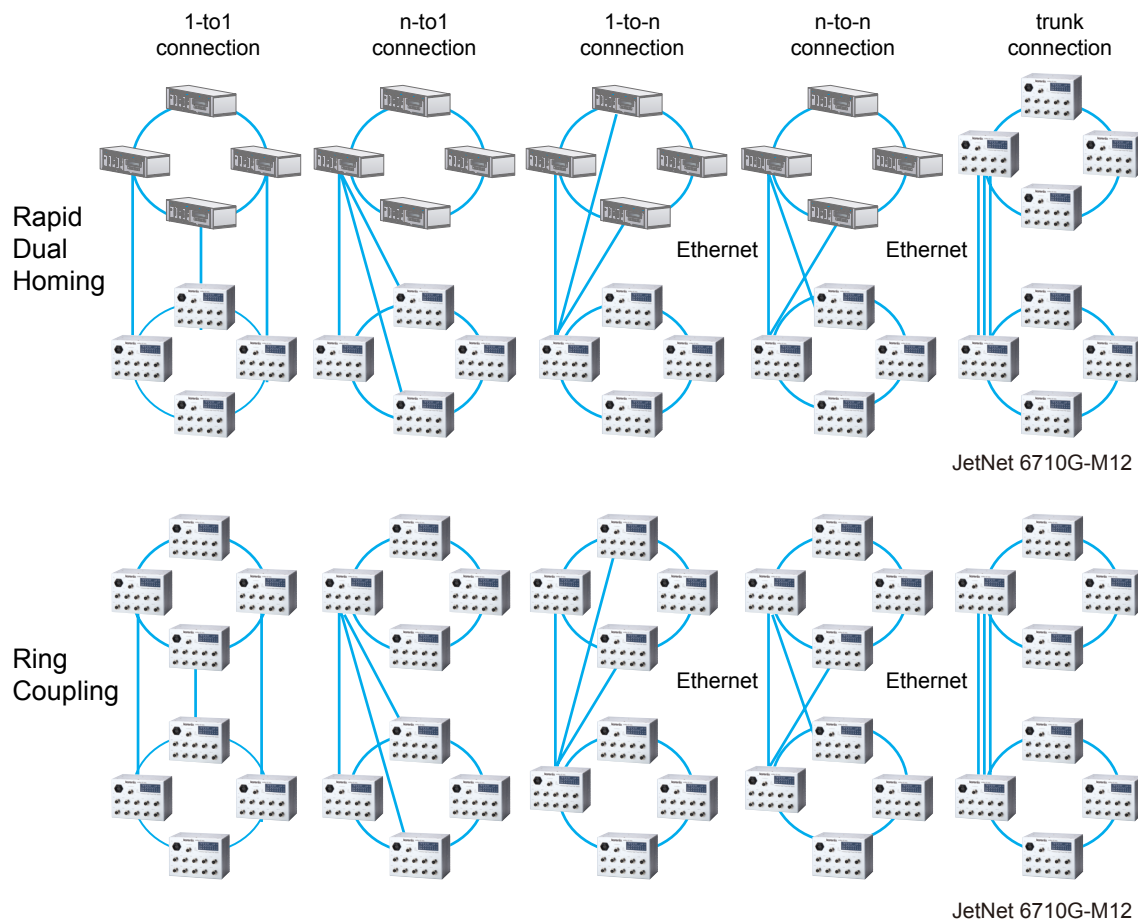 1-to1
connection
n-to1
connection
1-to-n
connection
n-to-n
connection
trunk
connection
Rapid
Dual
Homing
Ethernet
Ethernet
JetNet 6710G-M12
Ring
Coupling
Ethernet
Ethernet
JetNet 6710G-M12